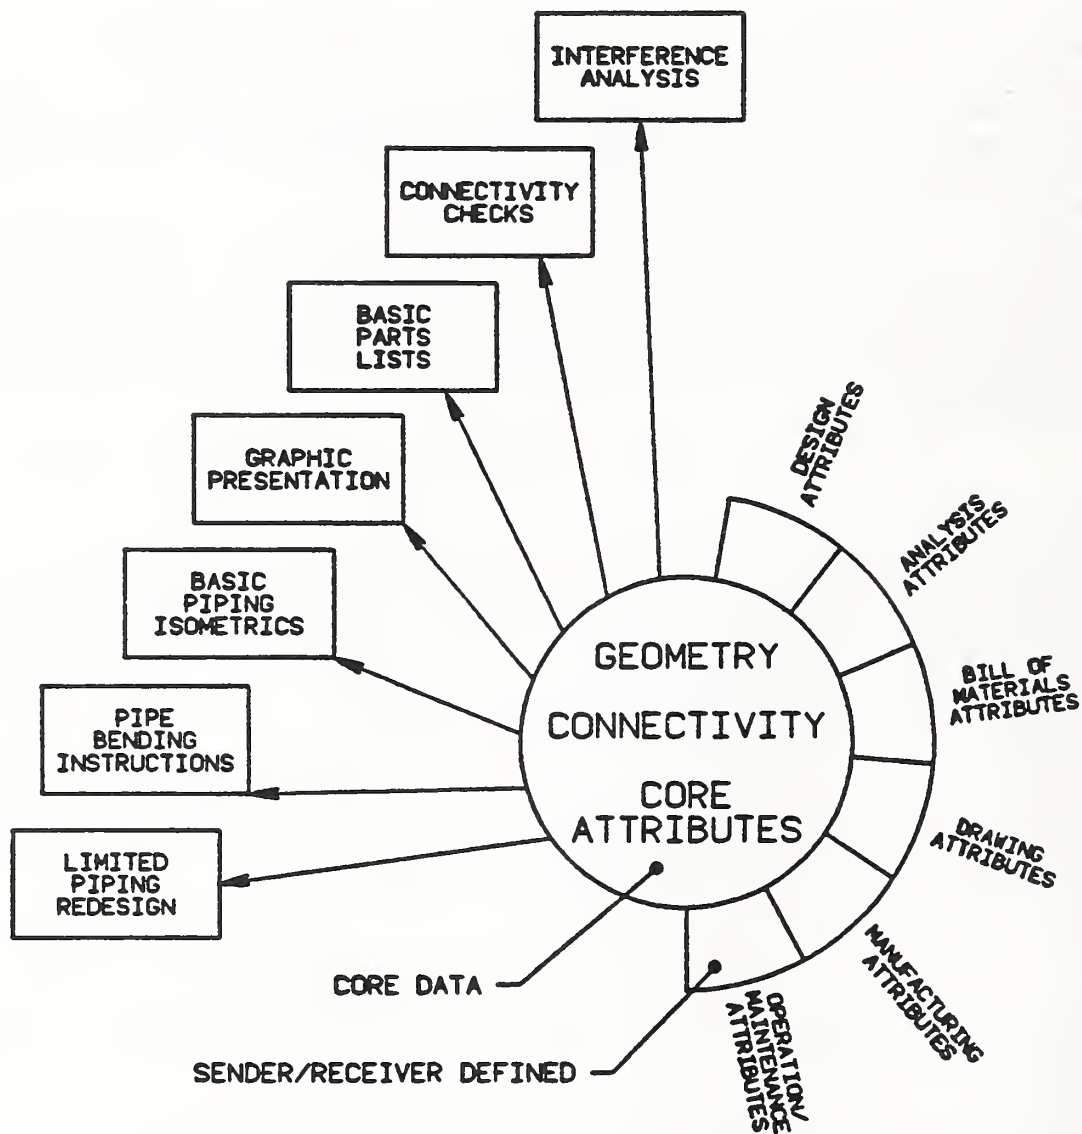 INTERFERENCE
ANALYSIS
CONNECTIVITY
CHECKS
BASIC
PARTS
LISTS
GRAPHIC
PRESENTATION
BASIC
PIPING
ISOMETRICS
PIPE
BENDING
INSTRUCTIONS
LIMITED
PIPING
REDESIGN
GEOMETRY
CONNECTIVITY
CORE
ATTRIBUTES
DESIGN
ATTRIBUTES
ANALYSIS
ATTRIBUTES
BILL OF
MATERIALS
ATTRIBUTES
DRAWING
ATTRIBUTES
MANUFACTURING
ATTRIBUTES
OPERATION/
MAINTENANCE
ATTRIBUTES
CORE DATA
SENDER/RECEIVER DEFINED